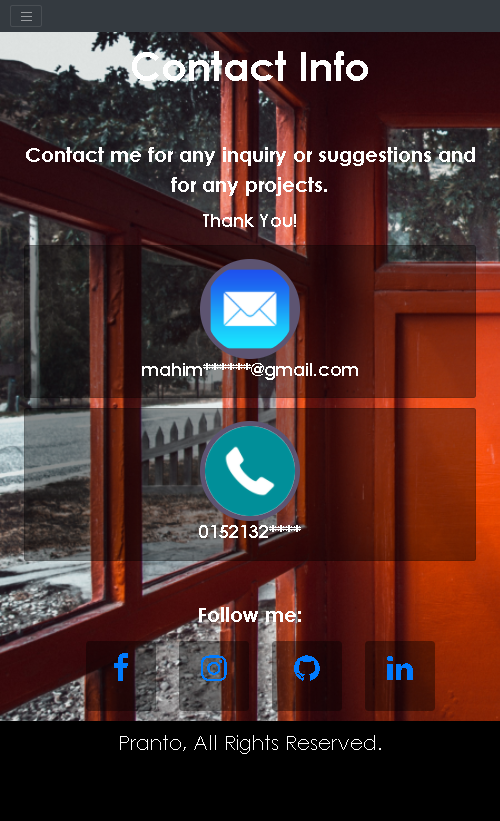 Contact Info
Contact me for any inquiry or suggestions and
for any projects.
Thank You!
mahim******@gmail.com
0152132****
Follow me:
Pranto, All Rights Reserved.